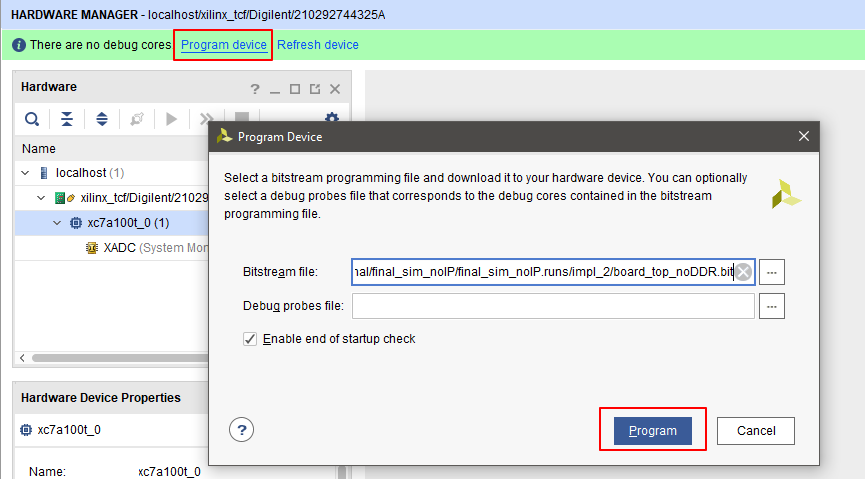 HARDWARE MANAGER - localhost/xilinx_tcf/Digilent/210292744325A
There are no debug cores. Program device Refresh device
Hardware
Name
localhost (1)
xilinx_tcf/Digilent/210292
xc7a100t_0 (1)
XADC (System Mon
Hardware Device Properties
xc7a100t_0
Name: xc7a100t_0
Program Device
Select a bitstream programming file and download it to your hardware device. You can optionally
select a debug probes file that corresponds to the debug cores contained in the bitstream
programming file.
Bitstream file: nal/final_sim_noIP/final_sim_noIP.runs/impl_2/board_top_noDDR.bit
Debug probes file:
Enable end of startup check
Program
Cancel